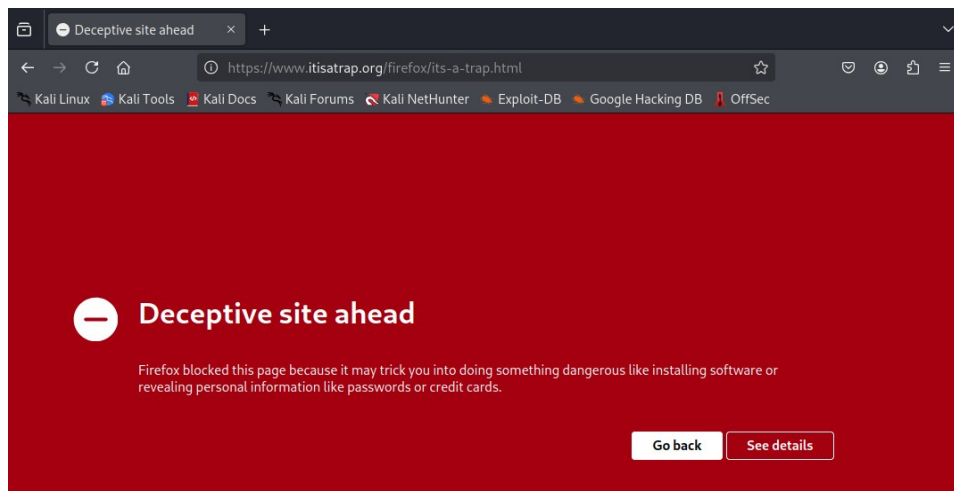 Deceptive site ahead
https://www.itisatrap.org/firefox/its-a-trap.html
Kali Linux Kali Tools Kali Docs Kali Forums Kali NetHunter Exploit-DB Google Hacking DB OffSec
Deceptive site ahead
Firefox blocked this page because it may trick you into doing something dangerous like installing software or
revealing personal information like passwords or credit cards.
Go back See details